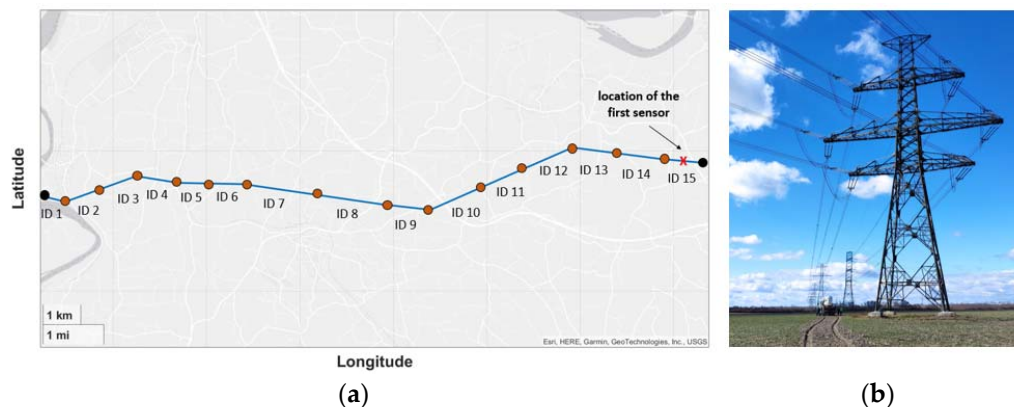 location of the
first sensor
Latitude
ID 1
ID 2
ID 3
ID 4
ID 5
ID 6
ID 7
ID 8
ID 9
ID 10
ID 11
ID 12
ID 13
ID 14
X
ID 15
1 km
1 mi
Esri, HERE, Garmin, GeoTechnologies, Inc., USGS
Longitude
(a)
(b)